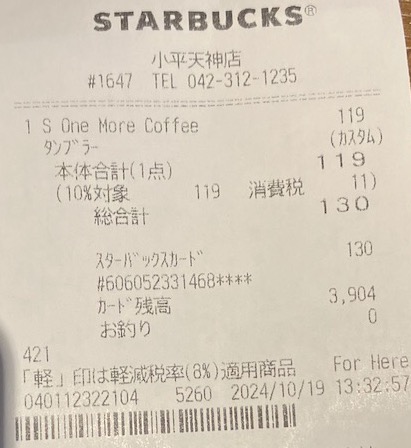 STARBUCKS®
小平天神店
#1647 TEL 042-312-1235
1 S One More Coffee 119
ﾀﾝﾌﾞﾗｰ (ｶｽﾀﾑ)
本体合計(1点) 119
(10%対象 119 消費税 11)
総合計 130
ｽﾀｰﾊﾞｯｸｽｶｰﾄﾞ 130
#606052331468****
ｶｰﾄﾞ残高 3,904
お釣り 0
421
「軽」印は軽減税率(8%)適用商品 For Here
040112322104 5260 2024/10/19 13:32:57